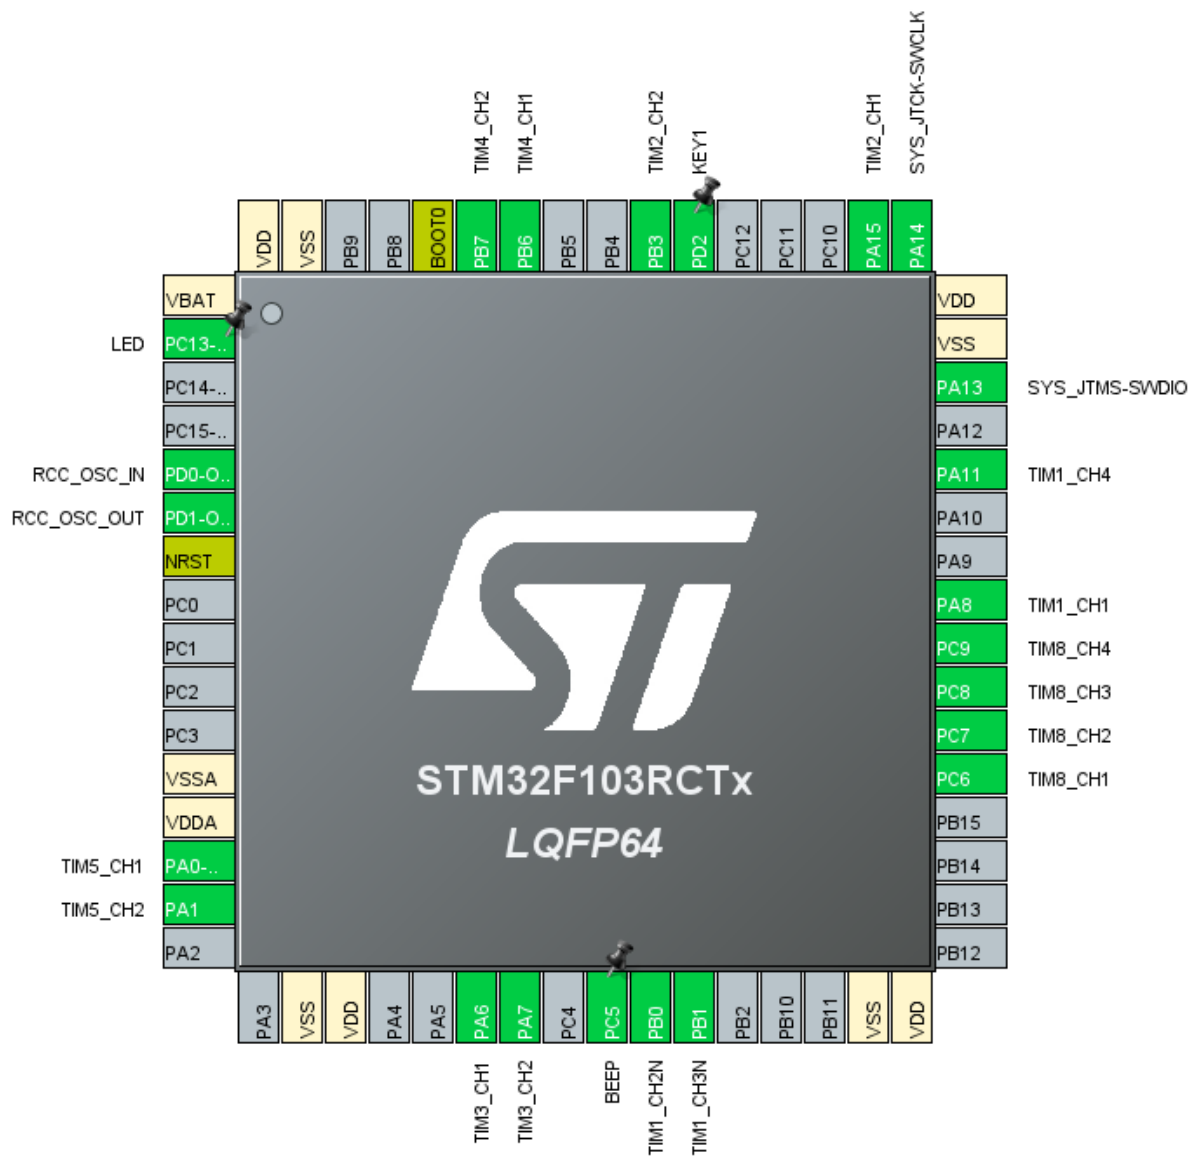 TIM4_CH2
TIM4_CH1
TIM2_CH2
KEY1
TIM2_CH1
SYS_JTCK-SWCLK
VDD
VSS
PB9
PB8
BOOT0
PB7
PB6
PB5
PB4
PB3
PD2
PC12
PC11
PC10
PA15
PA14
VBAT
LED
PC13-..
PC14-..
PC15-..
RCC_OSC_IN
PD0-O..
RCC_OSC_OUT
PD1-O..
NRST
PC0
PC1
PC2
PC3
VSSA
VDDA
TIM5_CH1
PA0-..
TIM5_CH2
PA1
PA2
STM32F103RCTx
LQFP64
VDD
VSS
PA13
SYS_JTMS-SWDIO
PA12
PA11
TIM1_CH4
PA10
PA9
PA8
TIM1_CH1
PC9
TIM8_CH4
PC8
TIM8_CH3
PC7
TIM8_CH2
PC6
TIM8_CH1
PB15
PB14
PB13
PB12
PA3
VSS
VDD
PA4
PA5
PA6
PA7
PC4
PC5
PB0
PB1
PB2
PB10
PB11
VSS
VDD
TIM3_CH1
TIM3_CH2
BEEP
TIM1_CH2N
TIM1_CH3N